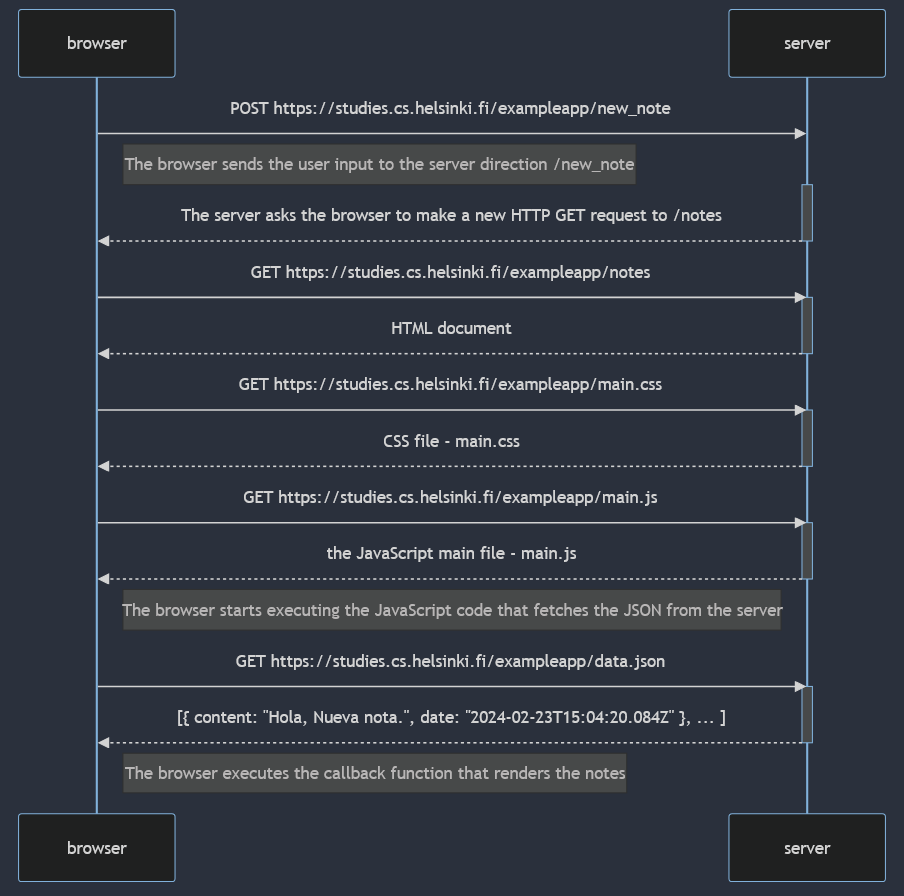 browser
server
POST https://studies.cs.helsinki.fi/exampleapp/new_note
The browser sends the user input to the server direction /new_note
The server asks the browser to make a new HTTP GET request to /notes
GET https://studies.cs.helsinki.fi/exampleapp/notes
HTML document
GET https://studies.cs.helsinki.fi/exampleapp/main.css
CSS file - main.css
GET https://studies.cs.helsinki.fi/exampleapp/main.js
the JavaScript main file - main.js
The browser starts executing the JavaScript code that fetches the JSON from the server
GET https://studies.cs.helsinki.fi/exampleapp/data.json
[{ content: "Hola, Nueva nota.", date: "2024-02-23T15:04:20.084Z" }, ... ]
The browser executes the callback function that renders the notes
browser
server